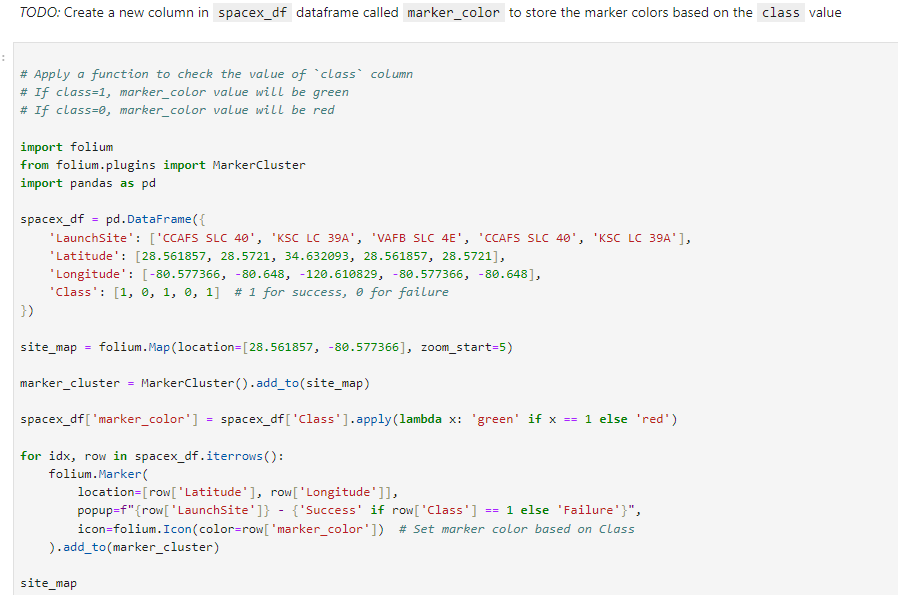 TODO: Create a new column in spacex_df dataframe called marker_color to store the marker colors based on the class value
:
# Apply a function to check the value of `class` column
# If class=1, marker_color value will be green
# If class=0, marker_color value will be red
import folium
from folium.plugins import MarkerCluster
import pandas as pd
spacex_df = pd.DataFrame({
    'LaunchSite': ['CCAFS SLC 40', 'KSC LC 39A', 'VAFB SLC 4E', 'CCAFS SLC 40', 'KSC LC 39A'],
    'Latitude': [28.561857, 28.5721, 34.632093, 28.561857, 28.5721],
    'Longitude': [-80.577366, -80.648, -120.610829, -80.577366, -80.648],
    'Class': [1, 0, 1, 0, 1]  # 1 for success, 0 for failure
})
site_map = folium.Map(location=[28.561857, -80.577366], zoom_start=5)
marker_cluster = MarkerCluster().add_to(site_map)
spacex_df['marker_color'] = spacex_df['Class'].apply(lambda x: 'green' if x == 1 else 'red')
for idx, row in spacex_df.iterrows():
    folium.Marker(
        location=[row['Latitude'], row['Longitude']],
        popup=f"{row['LaunchSite']} - {'Success' if row['Class'] == 1 else 'Failure'}",
        icon=folium.Icon(color=row['marker_color'])  # Set marker color based on Class
    ).add_to(marker_cluster)
site_map